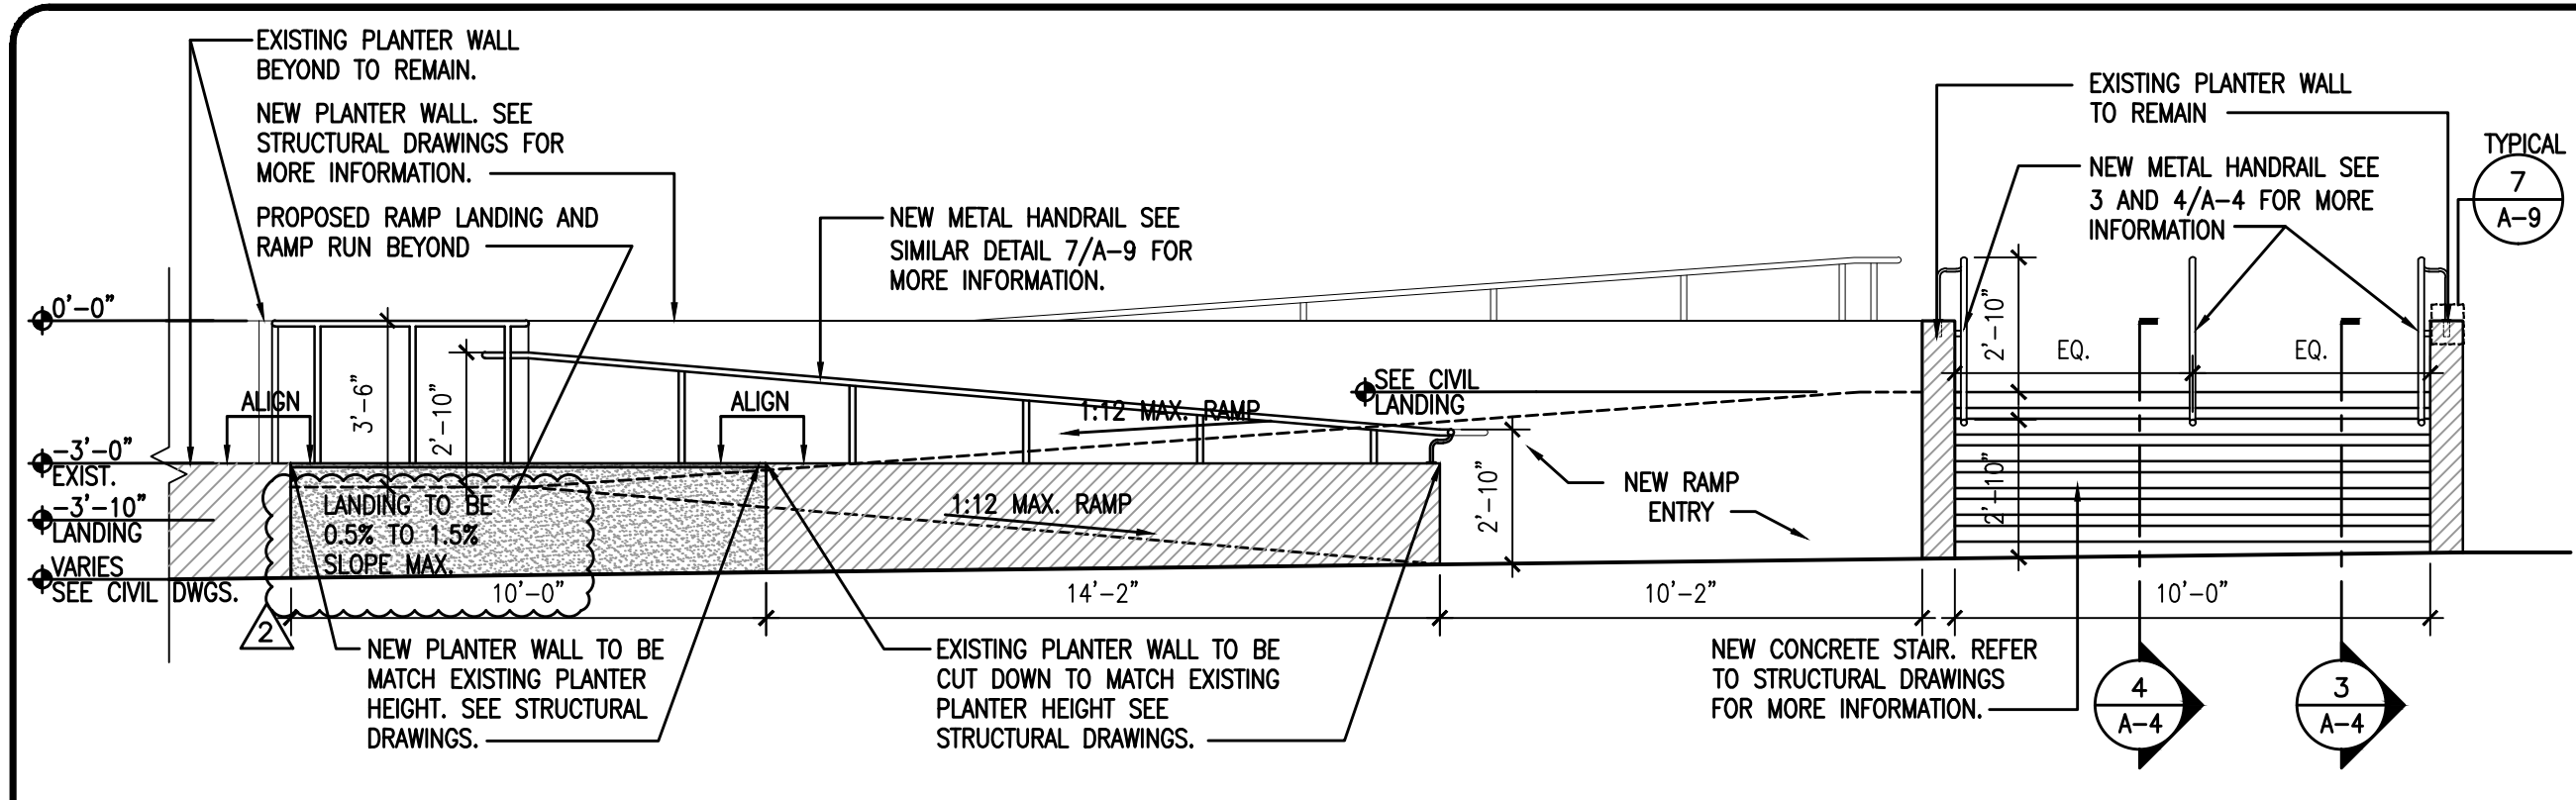 EXISTING PLANTER WALL
BEYOND TO REMAIN.
NEW PLANTER WALL. SEE
STRUCTURAL DRAWINGS FOR
MORE INFORMATION.
PROPOSED RAMP LANDING AND
RAMP RUN BEYOND
NEW METAL HANDRAIL SEE
SIMILAR DETAIL 7/A-9 FOR
MORE INFORMATION.
EXISTING PLANTER WALL
TO REMAIN
NEW METAL HANDRAIL SEE
3 AND 4/A-4 FOR MORE
INFORMATION
TYPICAL
7
A-9
0'-0"
-3'-0"
EXIST.
-3'-10"
LANDING
VARIES
SEE CIVIL DWGS.
ALIGN
3'-6"
2'-10"
ALIGN
SEE CIVIL
LANDING
1:12 MAX. RAMP
1:12 MAX. RAMP
LANDING TO BE
0.5% TO 1.5%
SLOPE MAX.
2'-10"
NEW RAMP
ENTRY
2'-10"
2'-10"
EQ.
EQ.
10'-0"
14'-2"
10'-2"
10'-0"
2
NEW PLANTER WALL TO BE
MATCH EXISTING PLANTER
HEIGHT. SEE STRUCTURAL
DRAWINGS.
EXISTING PLANTER WALL TO BE
CUT DOWN TO MATCH EXISTING
PLANTER HEIGHT SEE
STRUCTURAL DRAWINGS.
NEW CONCRETE STAIR. REFER
TO STRUCTURAL DRAWINGS
FOR MORE INFORMATION.
4
A-4
3
A-4